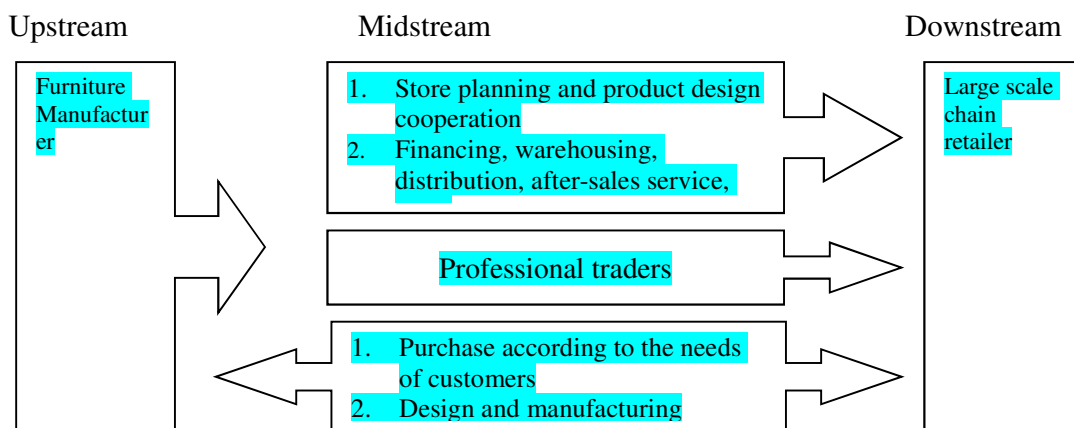 Upstream
Midstream
Downstream
Furniture
Manufactur
er
1. Store planning and product design
cooperation
2. Financing, warehousing,
distribution, after-sales service,
Professional traders
1. Purchase according to the needs
of customers
2. Design and manufacturing
Large scale
chain
retailer